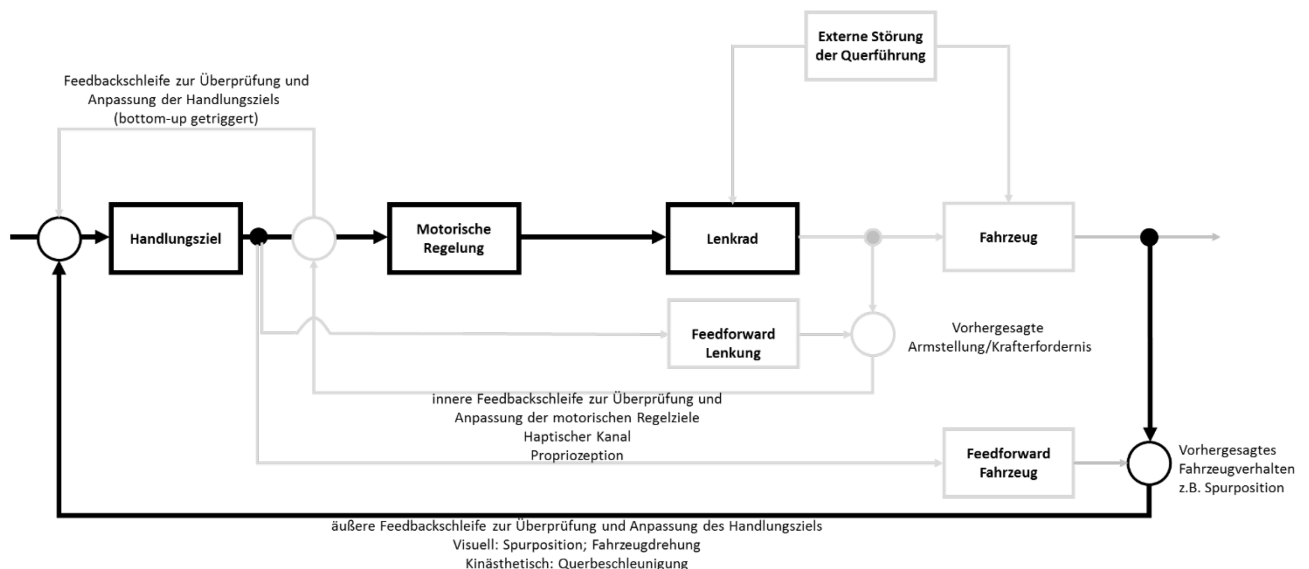 Externe Störung
der Querführung
Feedbackschleife zur Überprüfung und
Anpassung der Handlungsziels
(bottom-up getriggert)
Handlungsziel
Motorische
Regelung
Lenkrad
Fahrzeug
Feedforward
Lenkung
Vorhergesagte
Armstellung/Krafterfordernis
innere Feedbackschleife zur Überprüfung und
Anpassung der motorischen Regelziele
Haptischer Kanal
Propriozeption
Feedforward
Fahrzeug
Vorhergesagtes
Fahrzeugverhalten
z.B. Spurposition
äußere Feedbackschleife zur Überprüfung und Anpassung des Handlungsziels
Visuell: Spurposition; Fahrzeugdrehung
Kinästhetisch: Querbeschleunigung